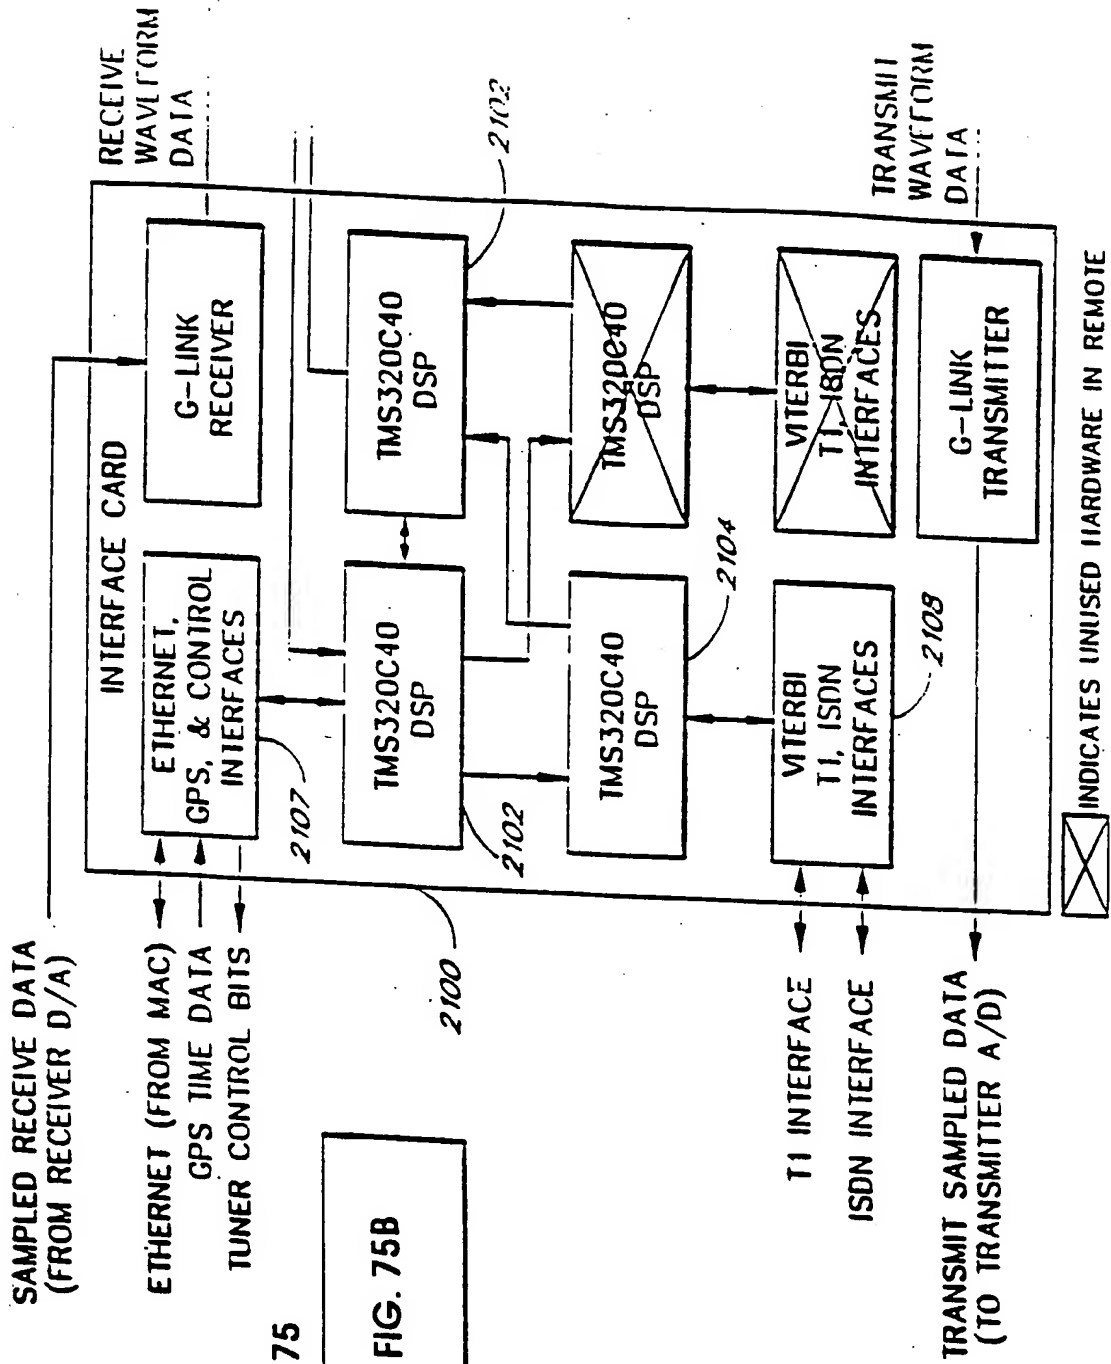 SAMPLED RECEIVE DATA
(FROM RECEIVER D/A)
ETHERNET (FROM MAC)
GPS TIME DATA
TUNER CONTROL BITS
2100
T1 INTERFACE
ISDN INTERFACE
TRANSMIT SAMPLED DATA
(TO TRANSMITTER A/D)
75
FIG. 75B
INTERFACE CARD
ETHERNET,
GPS, & CONTROL
INTERFACES
2107
G-LINK
RECEIVER
RECEIVE
WAVEFORM
DATA
TMS320C40
DSP
2102
TMS320C40
DSP
2102
TMS320C40
DSP
2104
TMS320C40
DSP
VITERBI
T1, ISDN
INTERFACES
2108
VITERBI
T1, ISDN
INTERFACES
G-LINK
TRANSMITTER
TRANSMIT
WAVEFORM
DATA
INDICATES UNUSED HARDWARE IN REMOTE